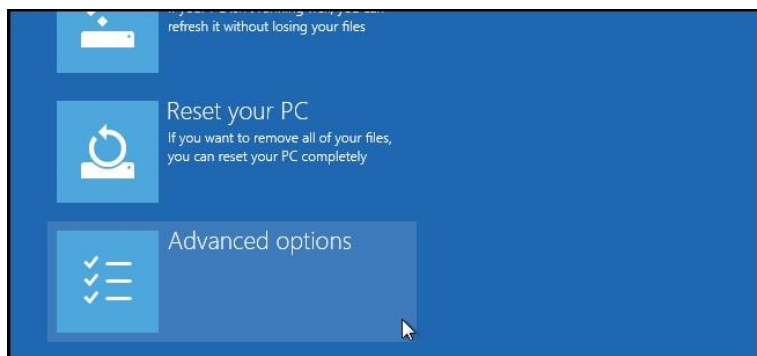 refresh it without losing your files
Reset your PC
If you want to remove all of your files,
you can reset your PC completely
Advanced options